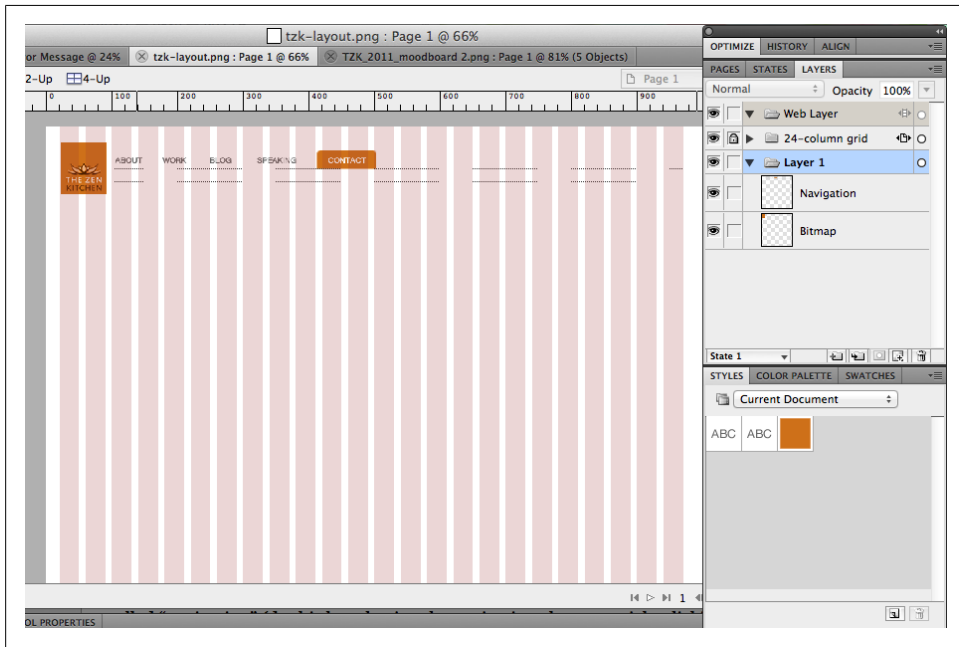 tzk-layout.png : Page 1 @ 66%
or Message @ 24%
tzk-layout.png : Page 1 @ 66%
TZK_2011_moodboard 2.png : Page 1 @ 81% (5 Objects)
2-Up
4-Up
Page 1
0 100 200 300 400 500 600 700 800 900
THE ZEN
KITCHEN
ABOUT WORK BLOG SPEAKING CONTACT
1
OL PROPERTIES
OPTIMIZE HISTORY ALIGN
PAGES STATES LAYERS
Normal Opacity 100%
Web Layer
24-column grid
Layer 1
Navigation
Bitmap
State 1
STYLES COLOR PALETTE SWATCHES
Current Document
ABC ABC